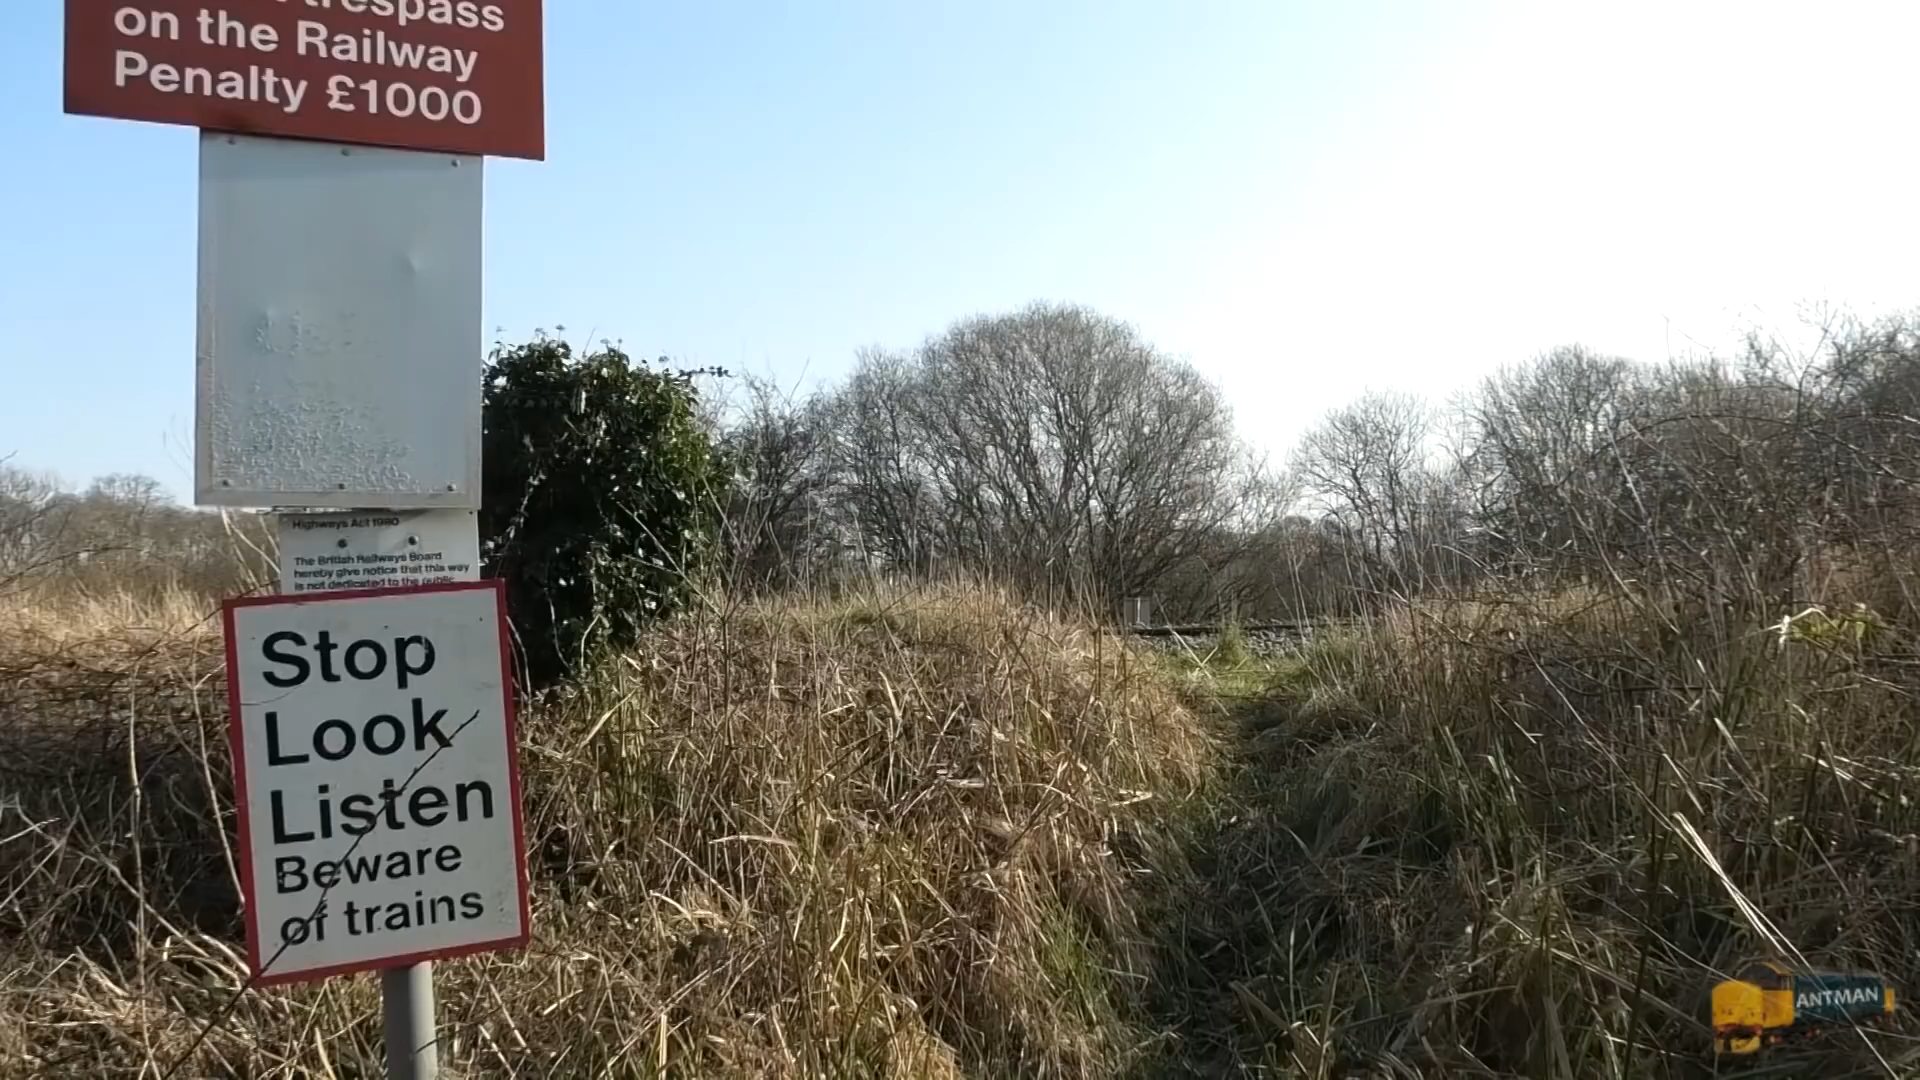 trespass
on the Railway
Penalty £1000
Highways Act 1980
The British Railways Board
hereby give notice that this way
is not dedicated to the public
Stop
Look
Listen
Beware
of trains
ANTMAN